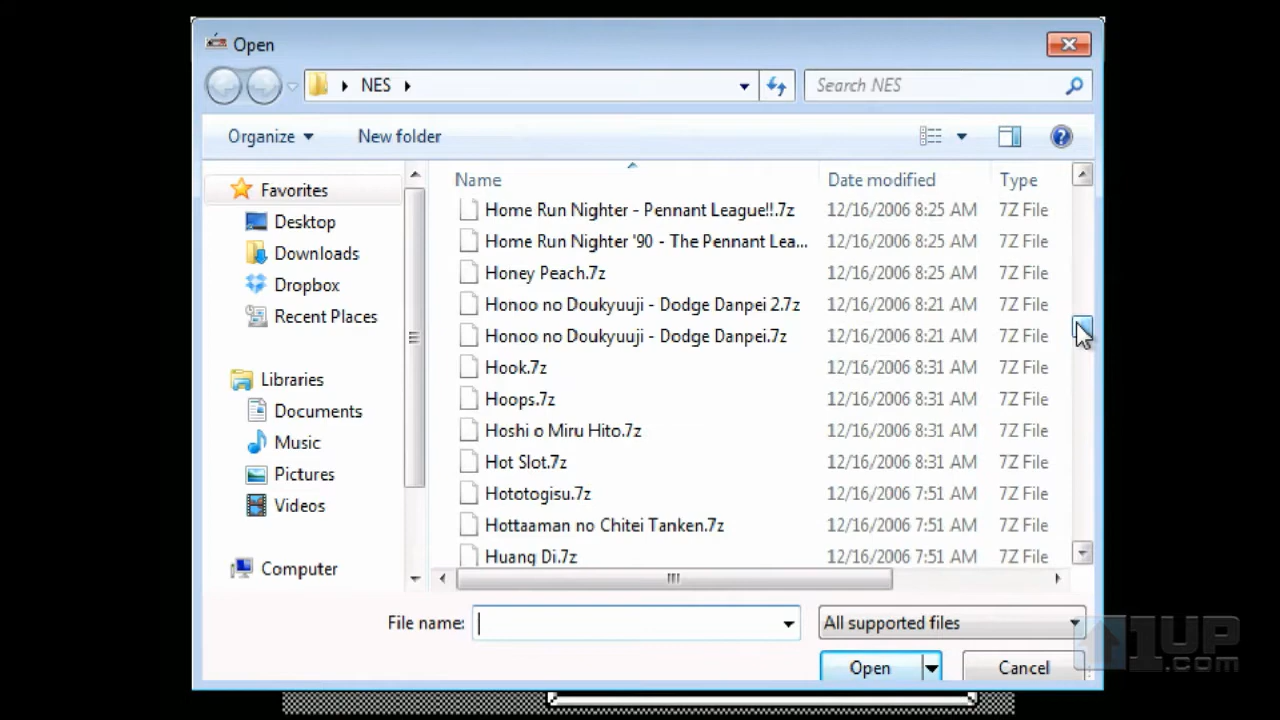 Open
NES
Search NES
Organize
New folder
Favorites
Desktop
Downloads
Dropbox
Recent Places
Libraries
Documents
Music
Pictures
Videos
Computer
Name Date modified Type
Home Run Nighter - Pennant League!!.7z 12/16/2006 8:25 AM 7Z File
Home Run Nighter '90 - The Pennant Lea... 12/16/2006 8:25 AM 7Z File
Honey Peach.7z 12/16/2006 8:25 AM 7Z File
Honoo no Doukyuuji - Dodge Danpei 2.7z 12/16/2006 8:21 AM 7Z File
Honoo no Doukyuuji - Dodge Danpei.7z 12/16/2006 8:21 AM 7Z File
Hook.7z 12/16/2006 8:31 AM 7Z File
Hoops.7z 12/16/2006 8:31 AM 7Z File
Hoshi o Miru Hito.7z 12/16/2006 8:31 AM 7Z File
Hot Slot.7z 12/16/2006 8:31 AM 7Z File
Hototogisu.7z 12/16/2006 7:51 AM 7Z File
Hottaaman no Chitei Tanken.7z 12/16/2006 7:51 AM 7Z File
Huang Di.7z 12/16/2006 7:51 AM 7Z File
File name:
All supported files
Open
Cancel
1UP
.com